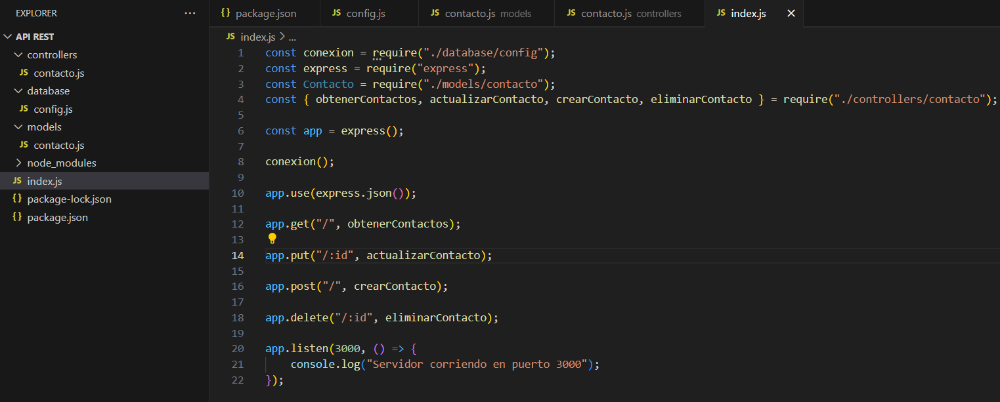 EXPLORER
...
API REST
controllers
JS contacto.js
database
JS config.js
models
JS contacto.js
node_modules
JS index.js
{} package-lock.json
{} package.json
{} package.json
JS config.js
JS contacto.js models
JS contacto.js controllers
JS index.js ×
JS index.js > ...
1 const conexion = require("./database/config");
2 const express = require("express");
3 const Contacto = require("./models/contacto");
4 const { obtenerContactos, actualizarContacto, crearContacto, eliminarContacto } = require("./controllers/contacto");
5
6 const app = express();
7
8 conexion();
9
10 app.use(express.json());
11
12 app.get("/", obtenerContactos);
13
14 app.put("/:id", actualizarContacto);
15
16 app.post("/", crearContacto);
17
18 app.delete("/:id", eliminarContacto);
19
20 app.listen(3000, () => {
21 console.log("Servidor corriendo en puerto 3000");
22 });